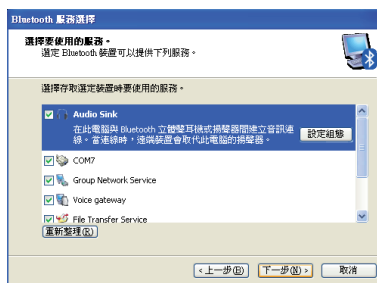 Bluetooth 服務選擇
選擇要使用的服務。
選定 Bluetooth 裝置可以提供下列服務。
選擇存取選定裝置時要使用的服務。
Audio Sink
在此電腦與 Bluetooth 立體聲耳機或揚聲器間建立音訊連
線。當連線時，遠端裝置會取代此電腦的揚聲器。
設定組態
COM7
Group Network Service
Voice gateway
File Transfer Service
重新整理(R)
<上一步(B)
下一步(N)>
取消